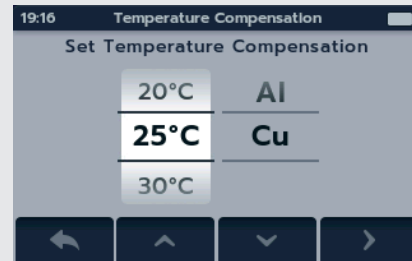 19:16 Temperature Compensation
Set Temperature Compensation
20°C Al
25°C Cu
30°C